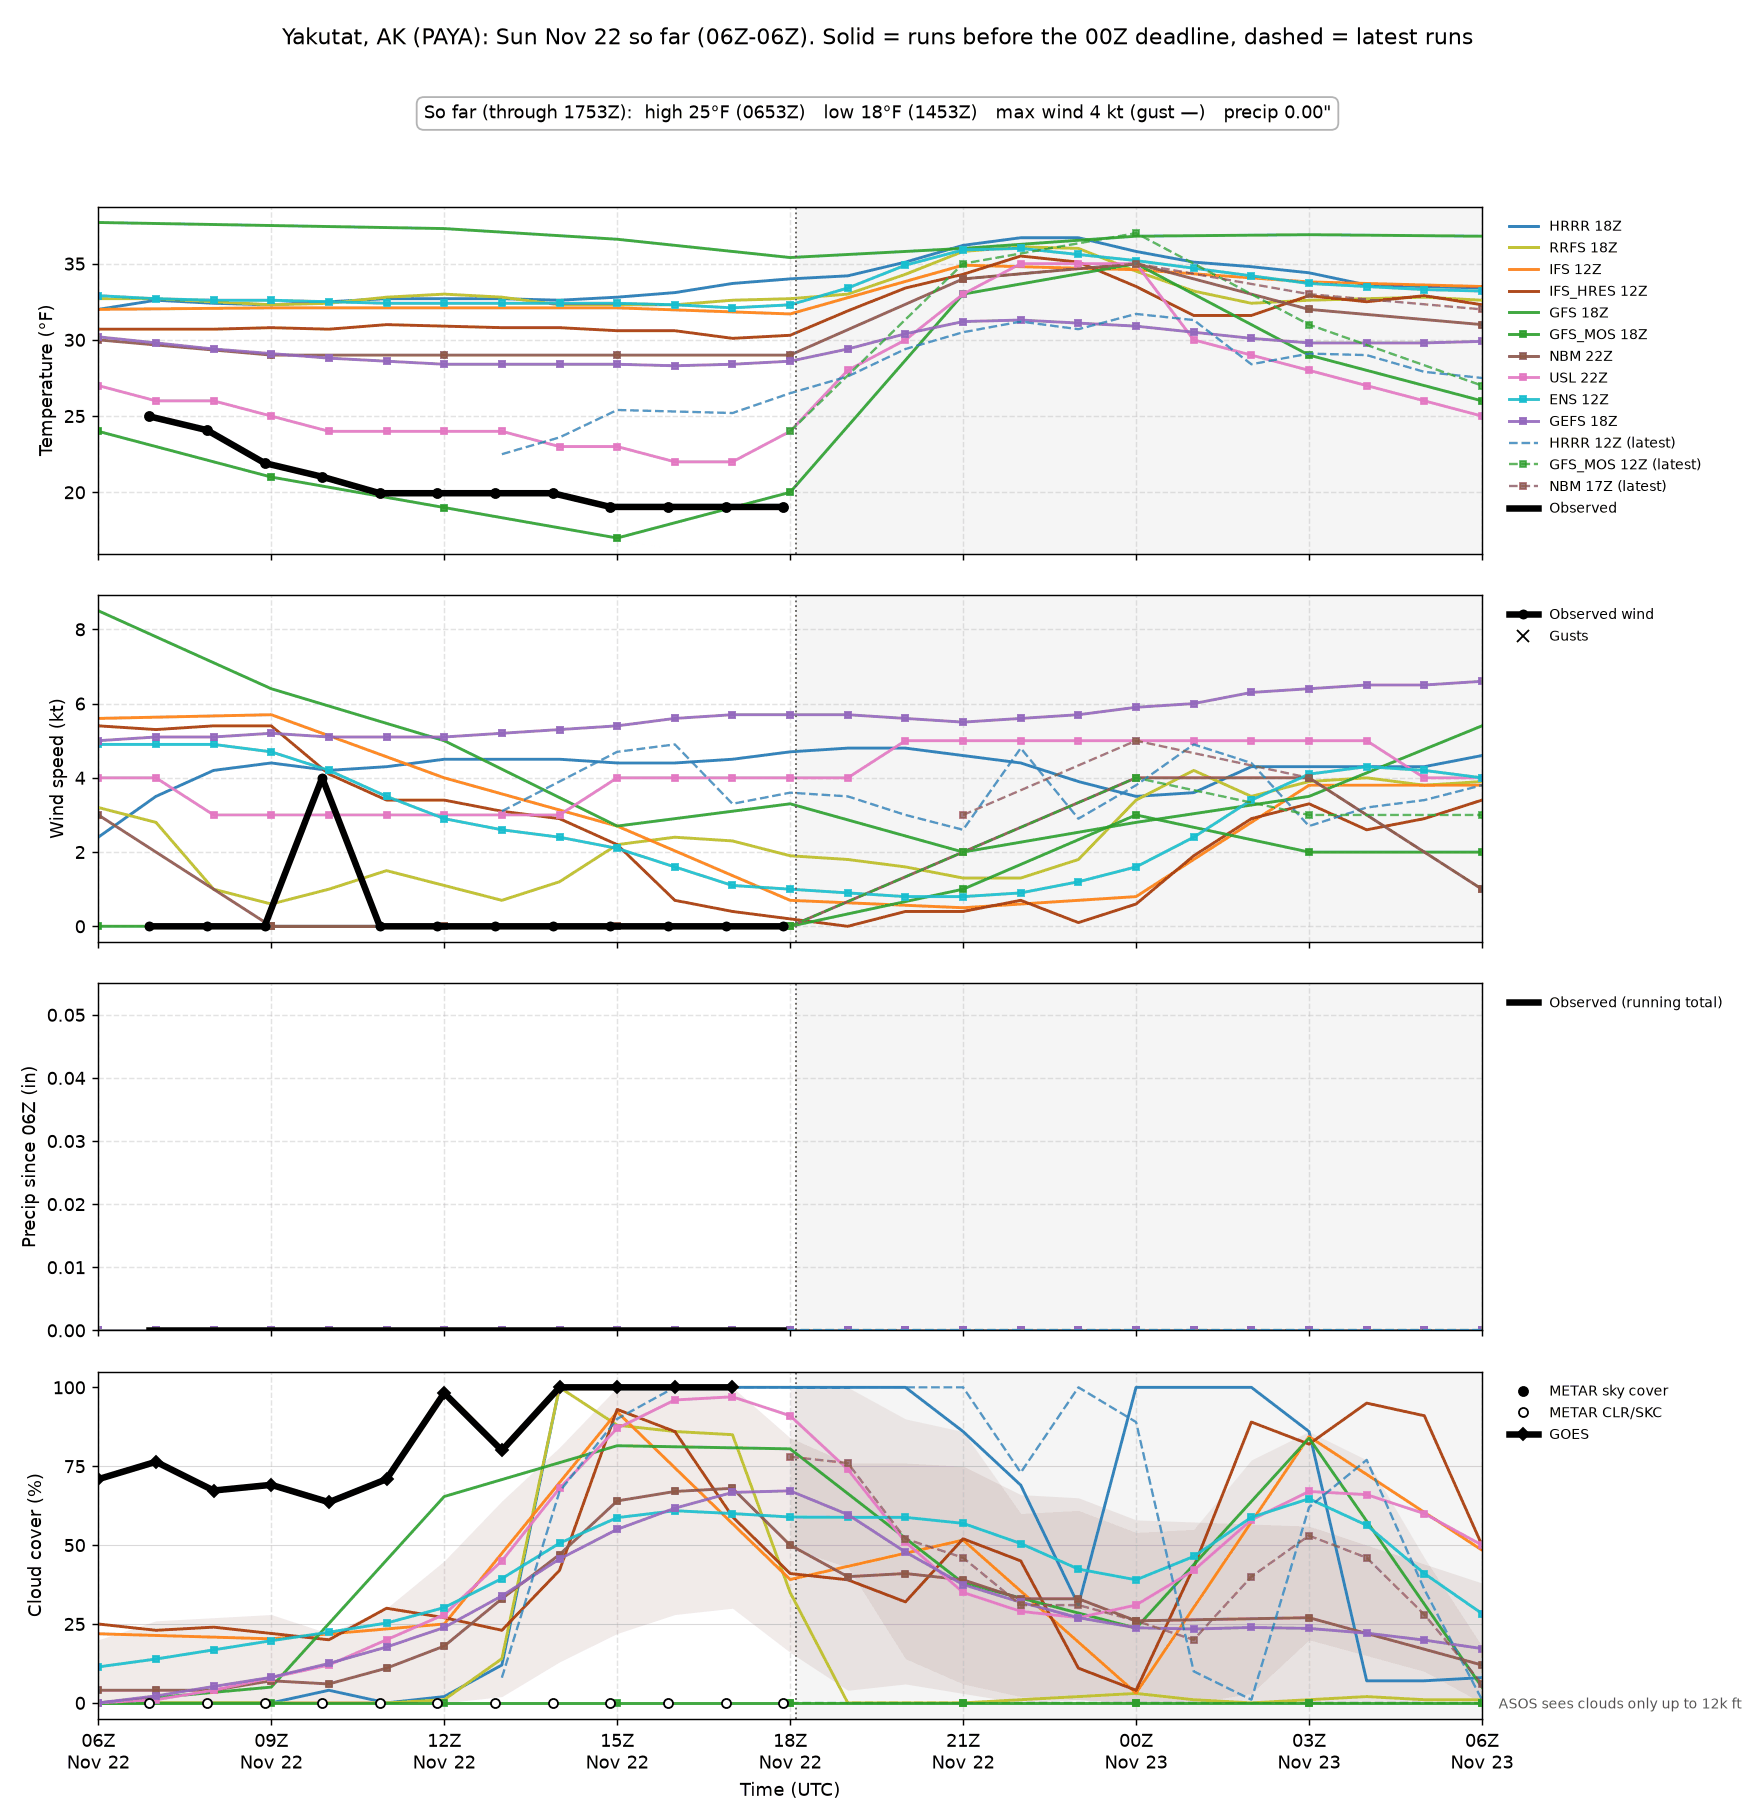 Yakutat, AK (PAYA): Sun Nov 22 so far (06Z-06Z). Solid = runs before the 00Z deadline, dashed = latest runs
So far (through 1753Z):  high 25°F (0653Z)   low 18°F (1453Z)   max wind 4 kt (gust —)   precip 0.00"
Temperature (°F)
35
30
25
20
HRRR 18Z
RRFS 18Z
IFS 12Z
IFS_HRES 12Z
GFS 18Z
GFS_MOS 18Z
NBM 22Z
USL 22Z
ENS 12Z
GEFS 18Z
HRRR 12Z (latest)
GFS_MOS 12Z (latest)
NBM 17Z (latest)
Observed
Wind speed (kt)
8
6
4
2
0
Observed wind
Gusts
Precip since 06Z (in)
0.05
0.04
0.03
0.02
0.01
0.00
Observed (running total)
Cloud cover (%)
100
75
50
25
0
METAR sky cover
METAR CLR/SKC
GOES
ASOS sees clouds only up to 12k ft
06Z
Nov 22
09Z
Nov 22
12Z
Nov 22
15Z
Nov 22
18Z
Nov 22
21Z
Nov 22
00Z
Nov 23
03Z
Nov 23
06Z
Nov 23
Time (UTC)